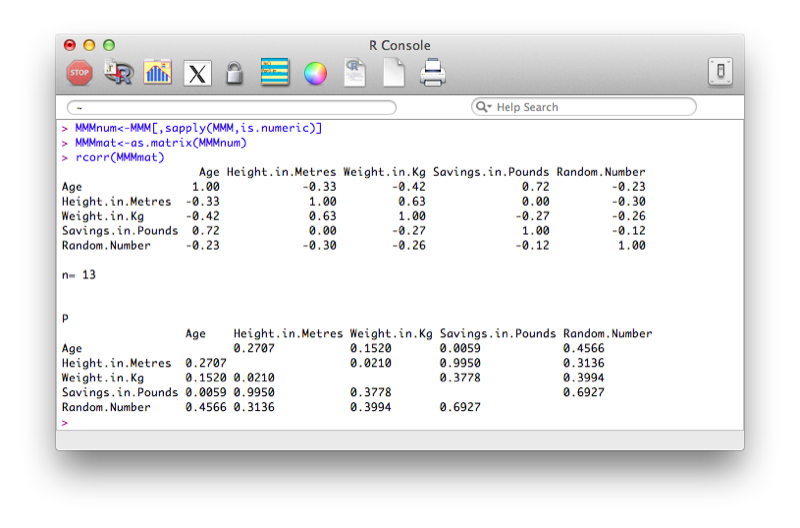 R Console
STOP
R
X
R
~
Help Search
> MMMnum<-MMM[,sapply(MMM,is.numeric)]
> MMMmat<-as.matrix(MMMnum)
> rcorr(MMMmat)
Age Height.in.Metres Weight.in.Kg Savings.in.Pounds Random.Number
Age 1.00 -0.33 -0.42 0.72 -0.23
Height.in.Metres -0.33 1.00 0.63 0.00 -0.30
Weight.in.Kg -0.42 0.63 1.00 -0.27 -0.26
Savings.in.Pounds 0.72 0.00 -0.27 1.00 -0.12
Random.Number -0.23 -0.30 -0.26 -0.12 1.00
n= 13
P
Age Height.in.Metres Weight.in.Kg Savings.in.Pounds Random.Number
Age 0.2707 0.1520 0.0059 0.4566
Height.in.Metres 0.2707 0.0210 0.9950 0.3136
Weight.in.Kg 0.1520 0.0210 0.3778 0.3994
Savings.in.Pounds 0.0059 0.9950 0.3778 0.6927
Random.Number 0.4566 0.3136 0.3994 0.6927
>